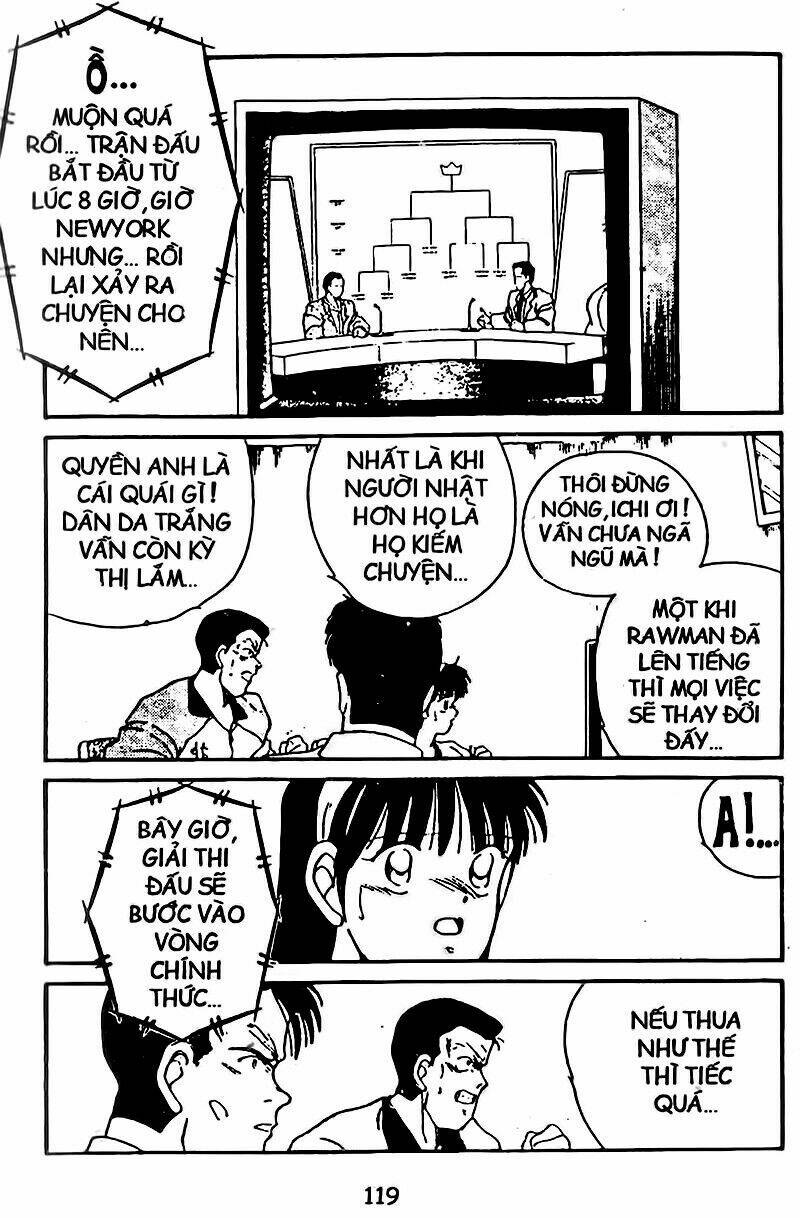 Ồ...
MUỘN QUÁ
RỒI... TRẬN ĐẤU
BẮT ĐẦU TỪ
LÚC 8 GIỜ,GIỜ
NEWYORK
NHƯNG... RỒI
LẠI XẢY RA
CHUYỆN CHO
NÊN...
QUYỀN ANH LÀ
CÁI QUÁI GÌ!
DÂN DA TRẮNG
VẪN CÒN KỲ
THỊ LẮM...
NHẤT LÀ KHI
NGƯỜI NHẬT
HƠN HỌ LÀ
HỌ KIẾM
CHUYỆN...
THÔI ĐỪNG
NÓNG,ICHI ƠI!
VẪN CHƯA NGÃ
NGŨ MÀ!
MỘT KHI
RAWMAN ĐÃ
LÊN TIẾNG
THÌ MỌI VIỆC
SẼ THAY ĐỔI
ĐẤY...
BÂY GIỜ,
GIẢI THI
ĐẤU SẼ
BƯỚC VÀO
VÒNG
CHÍNH
THỨC...
A!....
NẾU THUA
NHƯ THẾ
THÌ TIẾC
QUÁ...
119